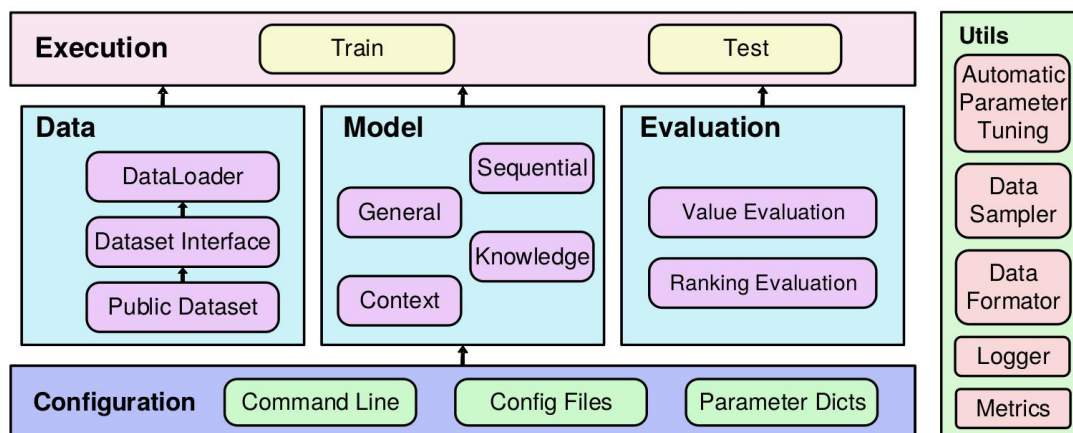 Execution
Train
Test
Data
DataLoader
Dataset Interface
Public Dataset
Model
Sequential
General
Knowledge
Context
Evaluation
Value Evaluation
Ranking Evaluation
Configuration
Command Line
Config Files
Parameter Dicts
Utils
Automatic
Parameter
Tuning
Data
Sampler
Data
Formator
Logger
Metrics